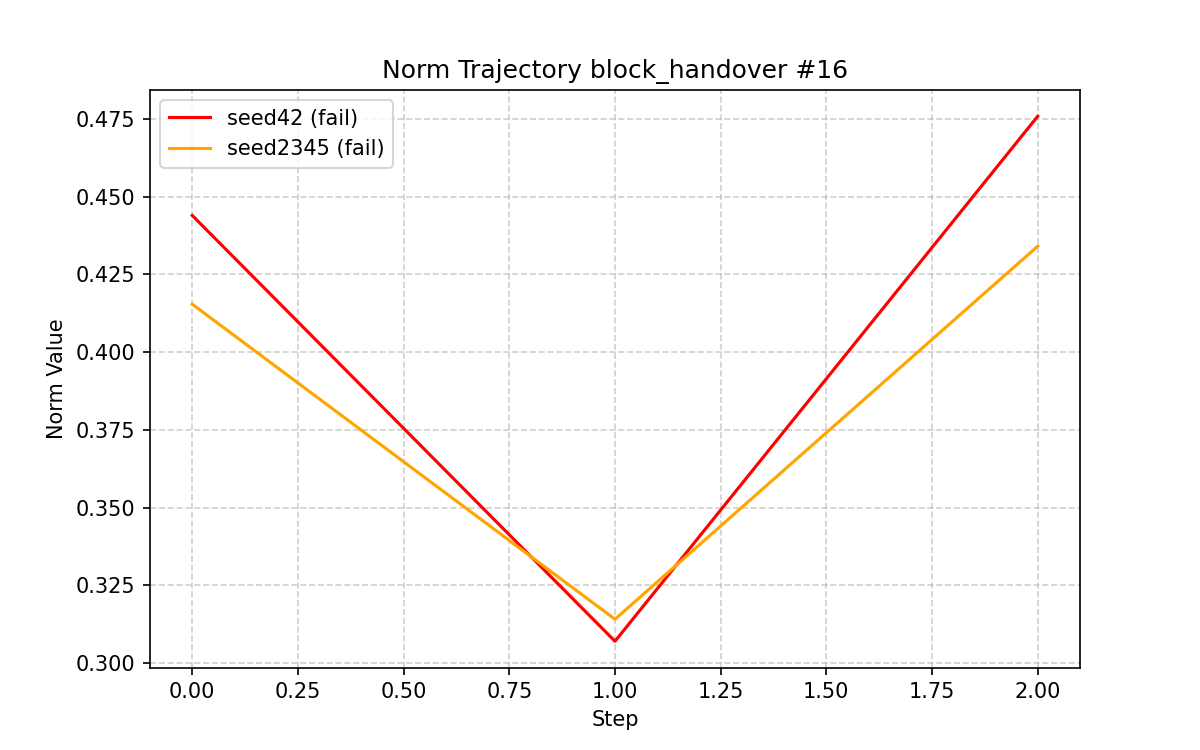 Norm Trajectory block_handover #16
seed42 (fail)
seed2345 (fail)
Norm Value
0.475
0.450
0.425
0.400
0.375
0.350
0.325
0.300
0.00 0.25 0.50 0.75 1.00 1.25 1.50 1.75 2.00
Step